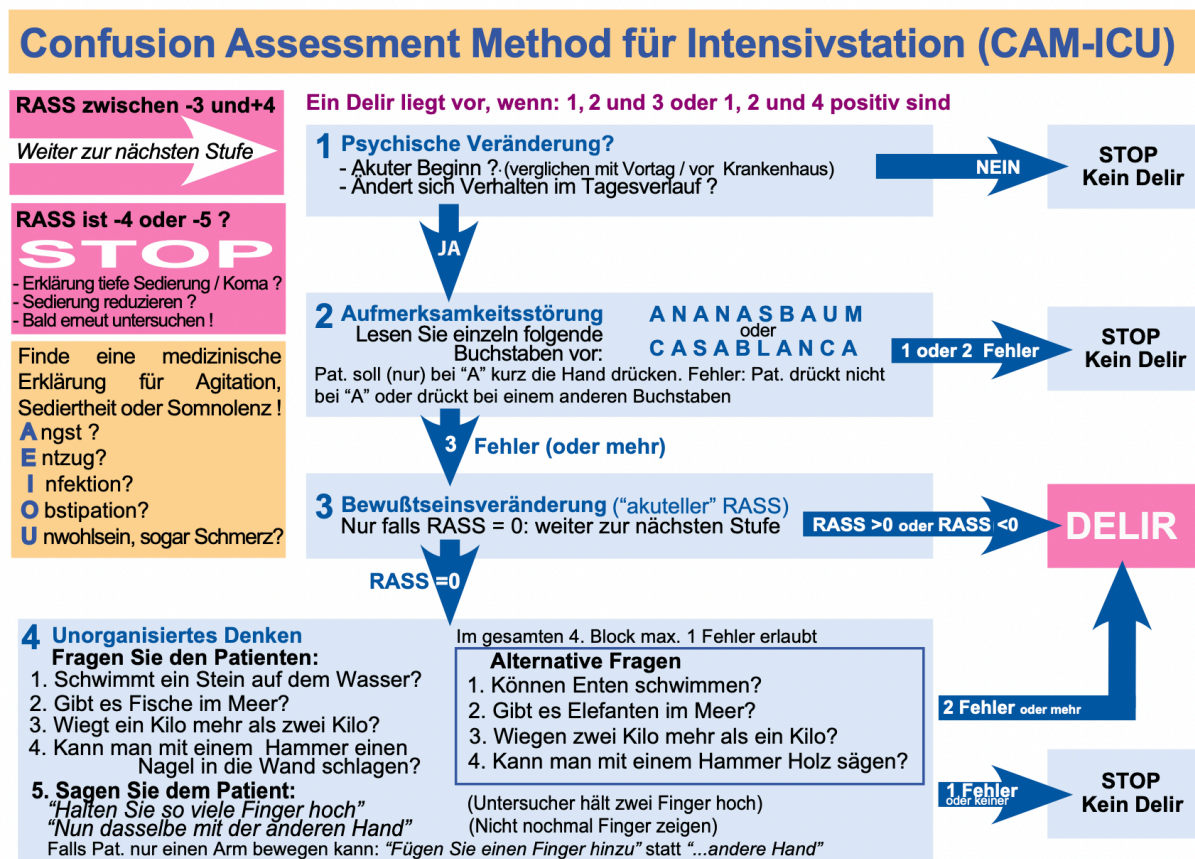 Confusion Assessment Method für Intensivstation (CAM-ICU)
RASS zwischen -3 und+4
Weiter zur nächsten Stufe
RASS ist -4 oder -5 ?
STOP
- Erklärung tiefe Sedierung / Koma ?
- Sedierung reduzieren ?
- Bald erneut untersuchen !
Finde eine medizinische
Erklärung für Agitation,
Sediertheit oder Somnolenz !
A ngst ?
E ntzug?
I nfektion?
O bstipation?
U nwohlsein, sogar Schmerz?
Ein Delir liegt vor, wenn: 1, 2 und 3 oder 1, 2 und 4 positiv sind
1 Psychische Veränderung?
- Akuter Beginn ?·(verglichen mit Vortag / vor Krankenhaus)
- Ändert sich Verhalten im Tagesverlauf ?
NEIN
STOP
Kein Delir
JA
2 Aufmerksamkeitsstörung
Lesen Sie einzeln folgende
Buchstaben vor:
A N A N A S B A U M
oder
C A S A B L A N C A
Pat. soll (nur) bei “A” kurz die Hand drücken. Fehler: Pat. drückt nicht
bei “A” oder drückt bei einem anderen Buchstaben
1 oder 2 Fehler
STOP
Kein Delir
3 Fehler (oder mehr)
3 Bewußtseinsveränderung (“akuteller” RASS)
Nur falls RASS = 0: weiter zur nächsten Stufe
RASS >0 oder RASS <0
DELIR
RASS =0
4 Unorganisiertes Denken
Im gesamten 4. Block max. 1 Fehler erlaubt
Fragen Sie den Patienten:
1. Schwimmt ein Stein auf dem Wasser?
2. Gibt es Fische im Meer?
3. Wiegt ein Kilo mehr als zwei Kilo?
4. Kann man mit einem Hammer einen
Nagel in die Wand schlagen?
Alternative Fragen
1. Können Enten schwimmen?
2. Gibt es Elefanten im Meer?
3. Wiegen zwei Kilo mehr als ein Kilo?
4. Kann man mit einem Hammer Holz sägen?
2 Fehler oder mehr
5. Sagen Sie dem Patient:
“Halten Sie so viele Finger hoch” (Untersucher hält zwei Finger hoch)
“Nun dasselbe mit der anderen Hand” (Nicht nochmal Finger zeigen)
Falls Pat. nur einen Arm bewegen kann: “Fügen Sie einen Finger hinzu” statt “...andere Hand”
1 Fehler
oder keiner
STOP
Kein Delir